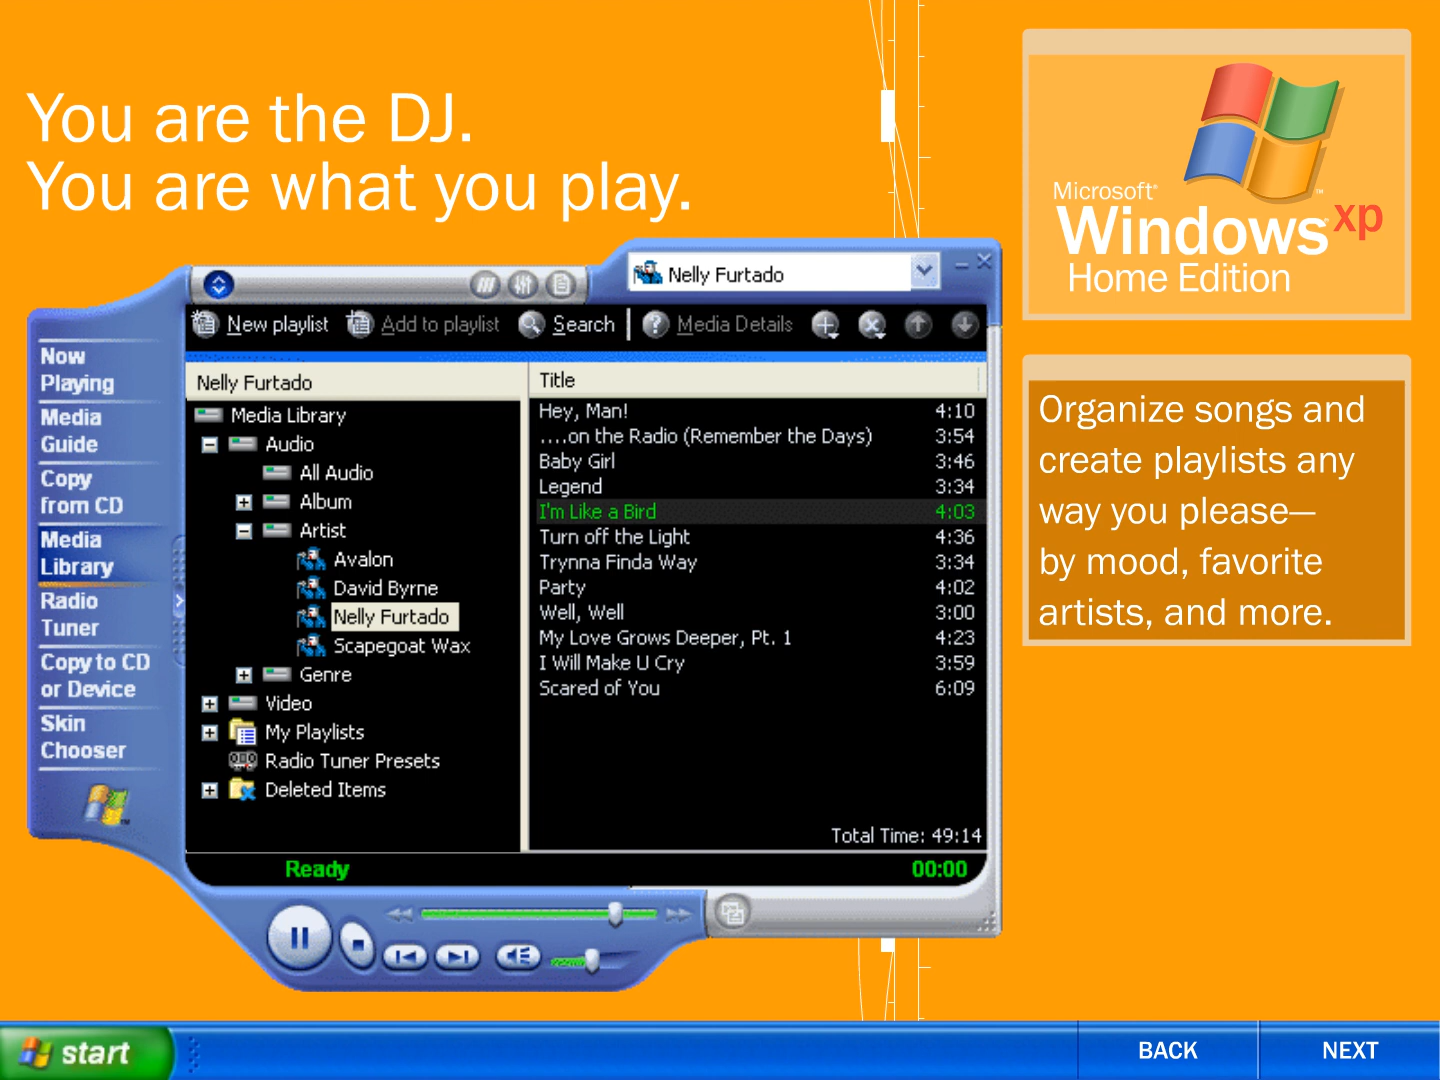 You are the DJ.
You are what you play.
Microsoft®
Windows® xp
Home Edition
™
Nelly Furtado
New playlist
Add to playlist
Search
Media Details
Now
Playing
Media
Guide
Copy
from CD
Media
Library
Radio
Tuner
Copy to CD
or Device
Skin
Chooser
Nelly Furtado
Media Library
Audio
All Audio
Album
Artist
Avalon
David Byrne
Nelly Furtado
Scapegoat Wax
Genre
Video
My Playlists
Radio Tuner Presets
Deleted Items
Title
Hey, Man! 4:10
....on the Radio (Remember the Days) 3:54
Baby Girl 3:46
Legend 3:34
I'm Like a Bird 4:03
Turn off the Light 4:36
Trynna Finda Way 3:34
Party 4:02
Well, Well 3:00
My Love Grows Deeper, Pt. 1 4:23
I Will Make U Cry 3:59
Scared of You 6:09
Total Time: 49:14
Ready 00:00
Organize songs and
create playlists any
way you please—
by mood, favorite
artists, and more.
start
BACK
NEXT